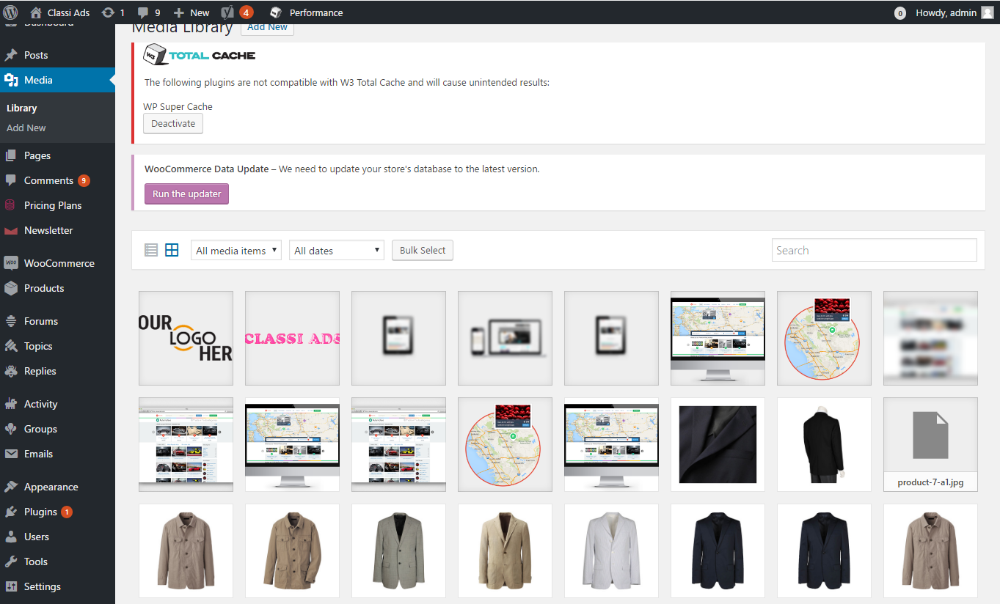 Classi Ads 1 9 New 4 Performance 0 Howdy, admin
Dashboard
Posts
Media
Library
Add New
Pages
Comments 9
Pricing Plans
Newsletter
WooCommerce
Products
Forums
Topics
Replies
Activity
Groups
Emails
Appearance
Plugins 1
Users
Tools
Settings
Media Library Add New
W3 TOTAL CACHE
The following plugins are not compatible with W3 Total Cache and will cause unintended results:
WP Super Cache
Deactivate
WooCommerce Data Update – We need to update your store's database to the latest version.
Run the updater
All media items All dates Bulk Select Search
OUR
LOGO
HER
CLASSI ADS
product-7-a1.jpg